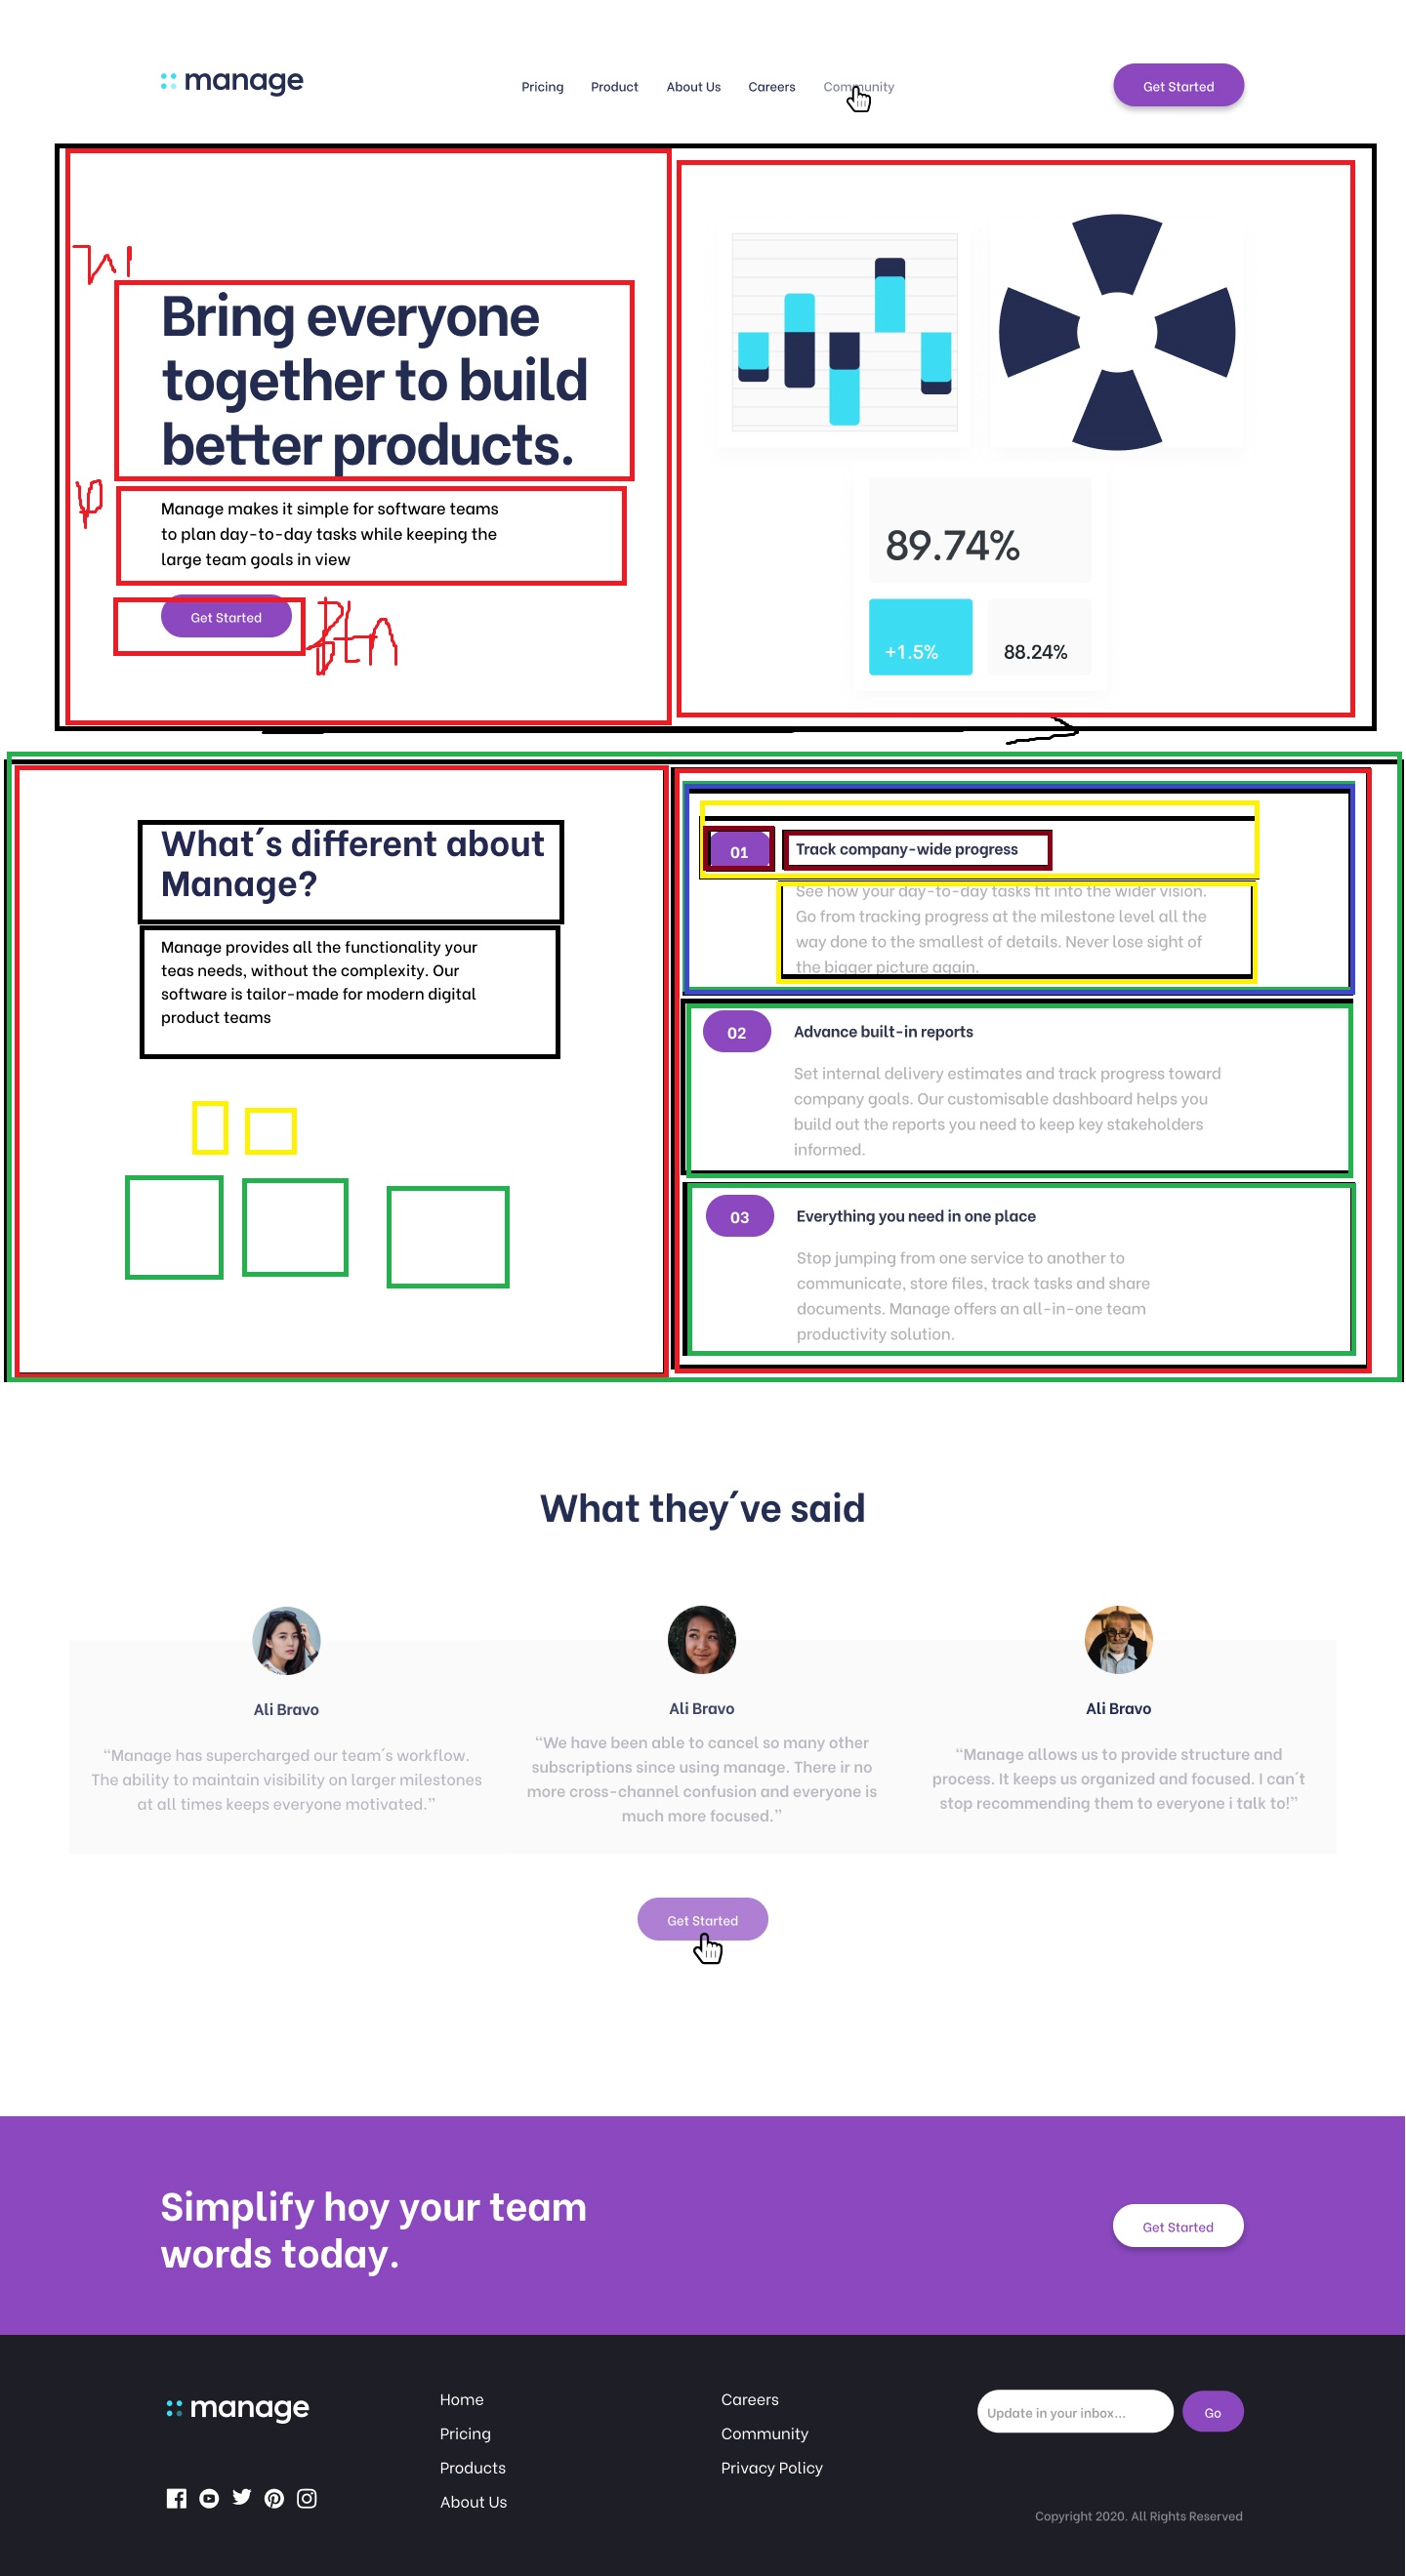 manage
Pricing Product About Us Careers Community
Get Started
h1
Bring everyone
together to build
better products.
p
Manage makes it simple for software teams
to plan day-to-day tasks while keeping the
large team goals in view
Get Started
btn
89.74%
+1.5%
88.24%
What´s different about
Manage?
Manage provides all the functionality your
teas needs, without the complexity. Our
software is tailor-made for modern digital
product teams
01
Track company-wide progress
See how your day-to-day tasks fit into the wider vision.
Go from tracking progress at the milestone level all the
way done to the smallest of details. Never lose sight of
the bigger picture again.
02
Advance built-in reports
Set internal delivery estimates and track progress toward
company goals. Our customisable dashboard helps you
build out the reports you need to keep key stakeholders
informed.
03
Everything you need in one place
Stop jumping from one service to another to
communicate, store files, track tasks and share
documents. Manage offers an all-in-one team
productivity solution.
What they´ve said
Ali Bravo
“Manage has supercharged our team´s workflow.
The ability to maintain visibility on larger milestones
at all times keeps everyone motivated.”
Ali Bravo
“We have been able to cancel so many other
subscriptions since using manage. There ir no
more cross-channel confusion and everyone is
much more focused.”
Ali Bravo
“Manage allows us to provide structure and
process. It keeps us organized and focused. I can´t
stop recommending them to everyone i talk to!”
Get Started
Simplify hoy your team
words today.
Get Started
manage
Home
Pricing
Products
About Us
Careers
Community
Privacy Policy
Update in your inbox...
Go
Copyright 2020. All Rights Reserved